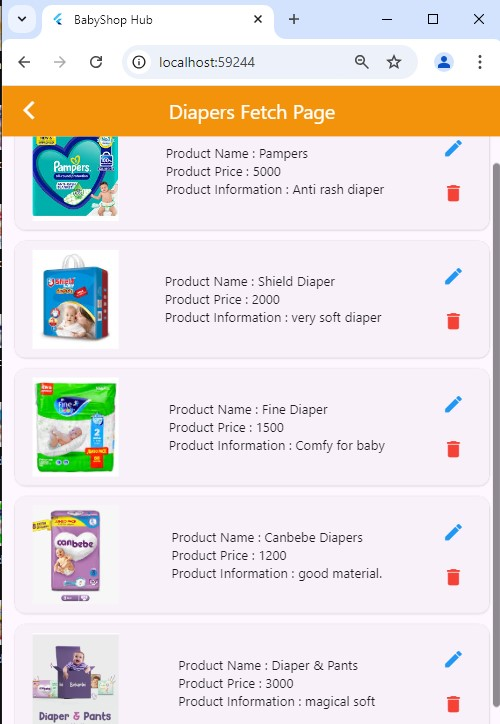 BabyShop Hub
localhost:59244
Diapers Fetch Page
Pampers
Product Name : Pampers
Product Price : 5000
Product Information : Anti rash diaper
Shield
Product Name : Shield Diaper
Product Price : 2000
Product Information : very soft diaper
Fine
2
Product Name : Fine Diaper
Product Price : 1500
Product Information : Comfy for baby
canbebe
Product Name : Canbebe Diapers
Product Price : 1200
Product Information : good material.
Product Name : Diaper & Pants
Product Price : 3000
Product Information : magical soft
Diaper & Pants